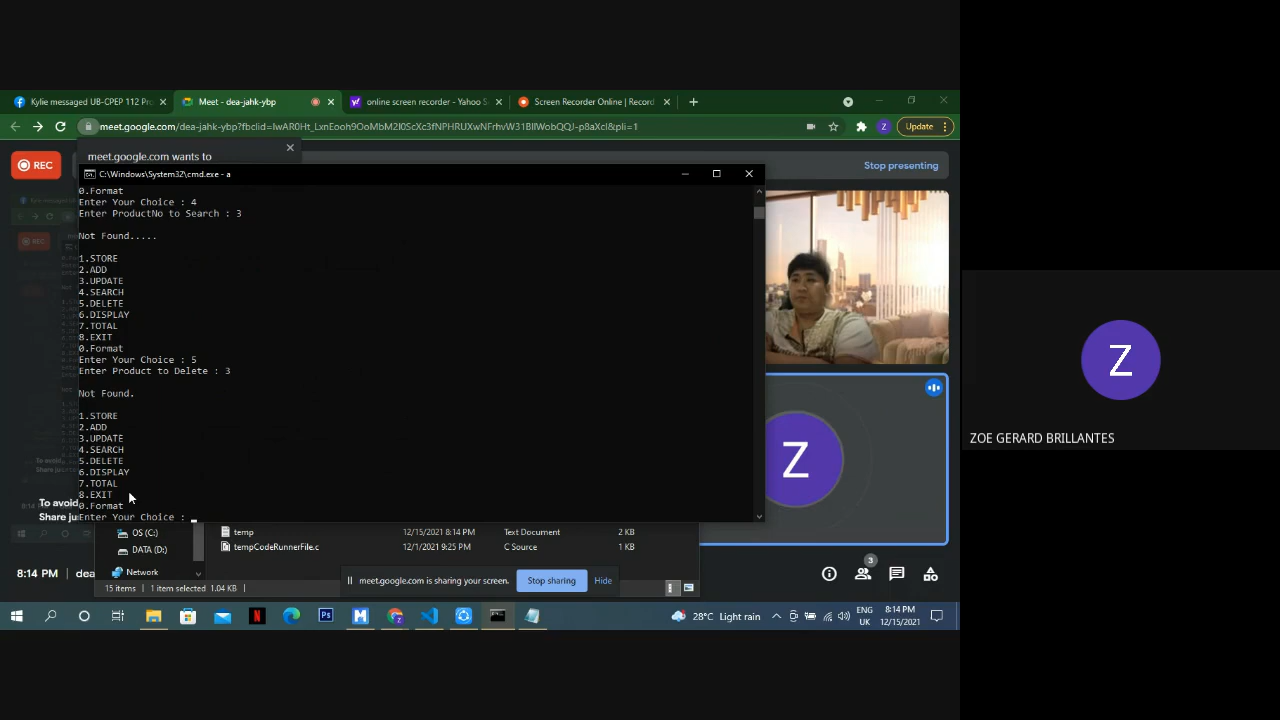 Kylie messaged UB-CPEP 112 Pro
Meet - dea-jahk-ybp
online screen recorder - Yahoo S
Screen Recorder Online | Record
meet.google.com/dea-jahk-ybp?fbclid=
Update
REC
meet.google.com wants to
Stop presenting
C:\Windows\System32\cmd.exe - a
0.Format
Enter Your Choice : 4
Enter ProductNo to Search : 3
Not Found.....
1.STORE
2.ADD
3.UPDATE
4.SEARCH
5.DELETE
6.DISPLAY
7.TOTAL
8.EXIT
0.Format
Enter Your Choice : 5
Enter Product to Delete : 3
Not Found.
1.STORE
2.ADD
3.UPDATE
4.SEARCH
5.DELETE
6.DISPLAY
7.TOTAL
8.EXIT
0.Format
Enter Your Choice :
Z
Z
ZOE GERARD BRILLANTES
To avoid
Share ju
OS (C:)
DATA (D:)
Network
temp 12/15/2021 8:14 PM Text Document 2 KB
tempCodeRunnerFile.c 12/1/2021 9:25 PM C Source 1 KB
15 items 1 item selected 1.04 KB
8:14 PM | dea
meet.google.com is sharing your screen.
Stop sharing
Hide
3
28°C Light rain
ENG
UK
8:14 PM
12/15/2021